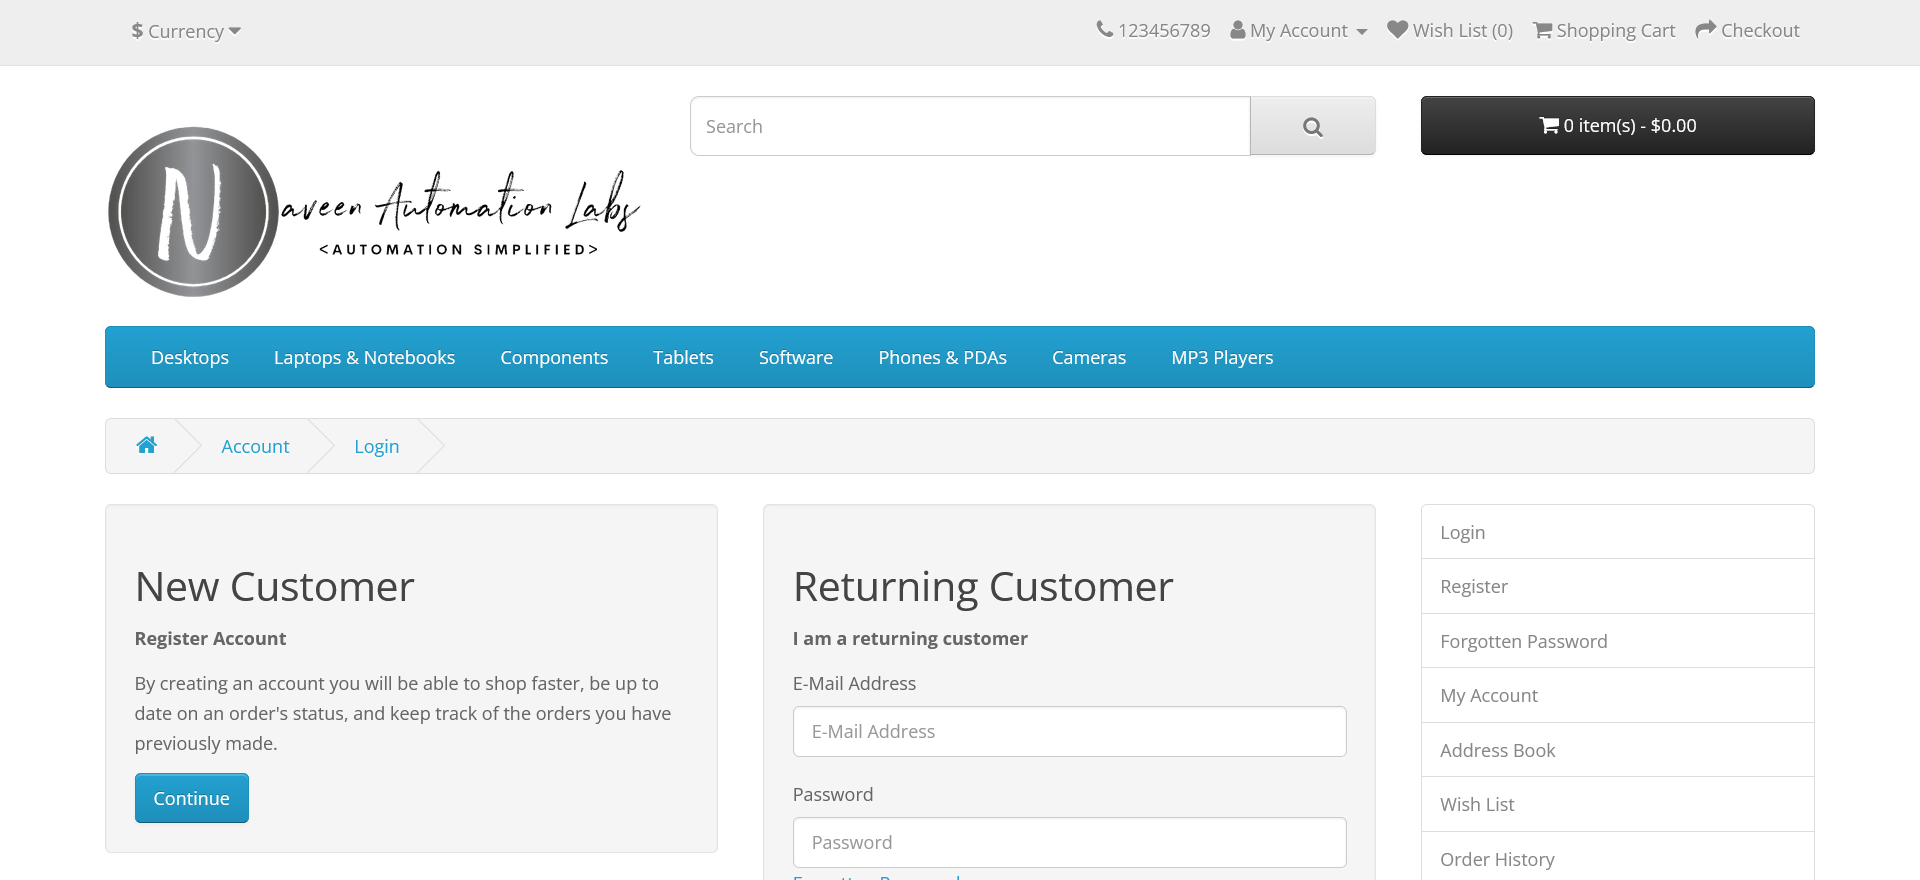 $ Currency
123456789 My Account Wish List (0) Shopping Cart Checkout
Search
0 item(s) - $0.00
N
aveen Automation Labs
<AUTOMATION SIMPLIFIED>
Desktops Laptops & Notebooks Components Tablets Software Phones & PDAs Cameras MP3 Players
Account Login
New Customer
Register Account
By creating an account you will be able to shop faster, be up to
date on an order's status, and keep track of the orders you have
previously made.
Continue
Returning Customer
I am a returning customer
E-Mail Address
E-Mail Address
Password
Password
Login
Register
Forgotten Password
My Account
Address Book
Wish List
Order History